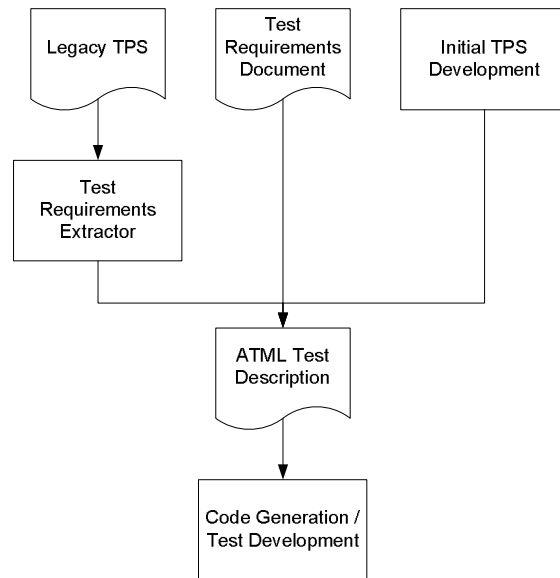 Legacy TPS
Test
Requirements
Document
Initial TPS
Development
Test
Requirements
Extractor
ATML Test
Description
Code Generation /
Test Development